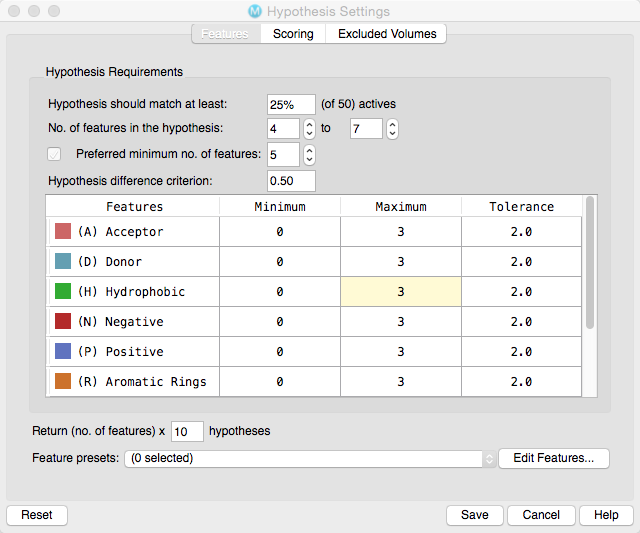 Hypothesis Settings
Features Scoring Excluded Volumes
Hypothesis Requirements
Hypothesis should match at least: 25% (of 50) actives
No. of features in the hypothesis: 4 to 7
Preferred minimum no. of features: 5
Hypothesis difference criterion: 0.50
Features Minimum Maximum Tolerance
(A) Acceptor 0 3 2.0
(D) Donor 0 3 2.0
(H) Hydrophobic 0 3 2.0
(N) Negative 0 3 2.0
(P) Positive 0 3 2.0
(R) Aromatic Rings 0 3 2.0
Return (no. of features) x 10 hypotheses
Feature presets: (0 selected) Edit Features...
Reset Save Cancel Help